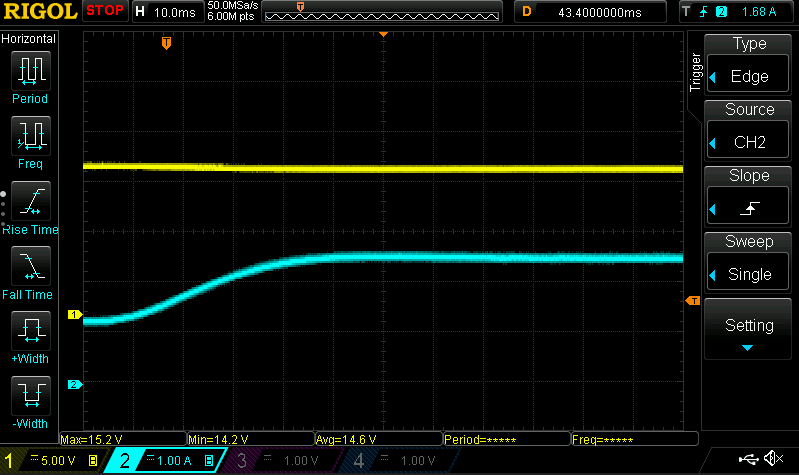 RIGOL STOP H 10.0ms 50.0MSa/s 6.00M pts T D 43.4000000ms T 2 1.68 A
Horizontal
Period
Freq
Rise Time
Fall Time
+Width
-Width
T
1
2
T
Trigger
Type
Edge
Source
CH2
Slope
Sweep
Single
Setting
Max=15.2 V Min=14.2 V Avg=14.6 V Period=***** Freq=*****
1 5.00 V B 2 1.00 A B 3 1.00 V 4 1.00 V